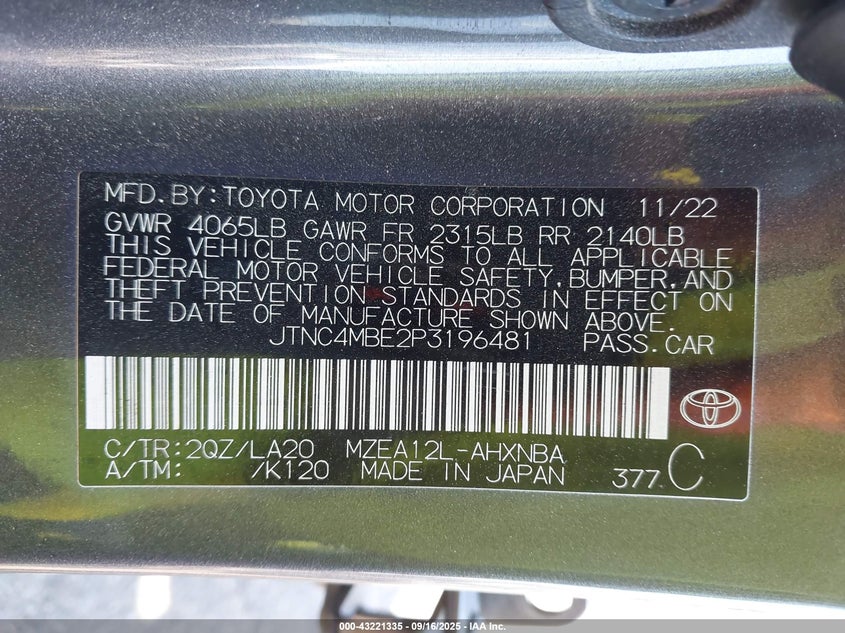 MFD.BY:TOYOTA MOTOR CORPORATION 11/22
GVWR 4065LB GAWR FR 2315LB RR 2140LB
THIS VEHICLE CONFORMS TO ALL APPLICABLE
FEDERAL MOTOR VEHICLE SAFETY,BUMPER,AND
THEFT PREVENTION STANDARDS IN EFFECT ON
THE DATE OF MANUFACTURE SHOWN ABOVE.
JTNC4MBE2P3196481 PASS.CAR
C/TR:2QZ/LA20 MZEA12L-AHXNBA
A/TM: /K120 MADE IN JAPAN 377 C
000-43221335 - 09/16/2025 - IAA Inc.